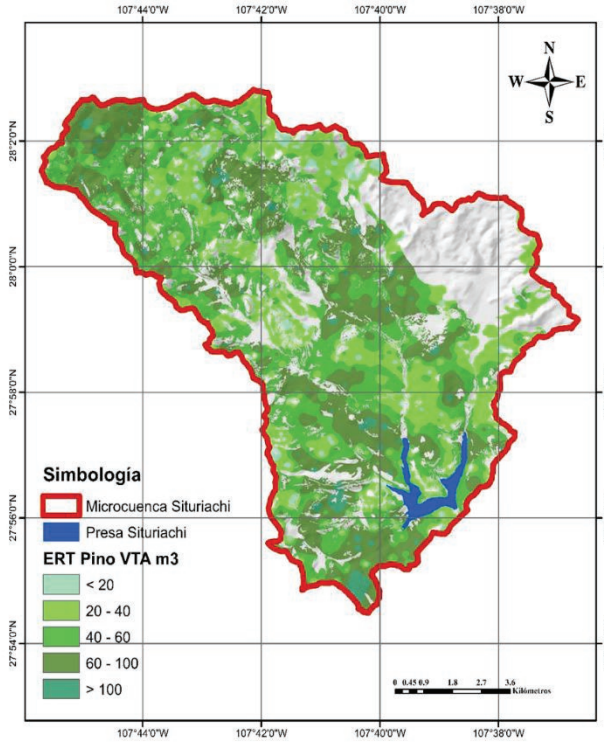 107°44'0"W 107°42'0"W 107°40'0"W 107°38'0"W
N
W E
S
28°2'0"N
28°0'0"N
27°58'0"N
27°56'0"N
27°54'0"N
Simbología
Microcuenca Situriachi
Presa Situriachi
ERT Pino VTA m3
< 20
20 - 40
40 - 60
60 - 100
> 100
0 0.45 0.9 1.8 2.7 3.6
Kilómetros
107°44'0"W 107°42'0"W 107°40'0"W 107°38'0"W